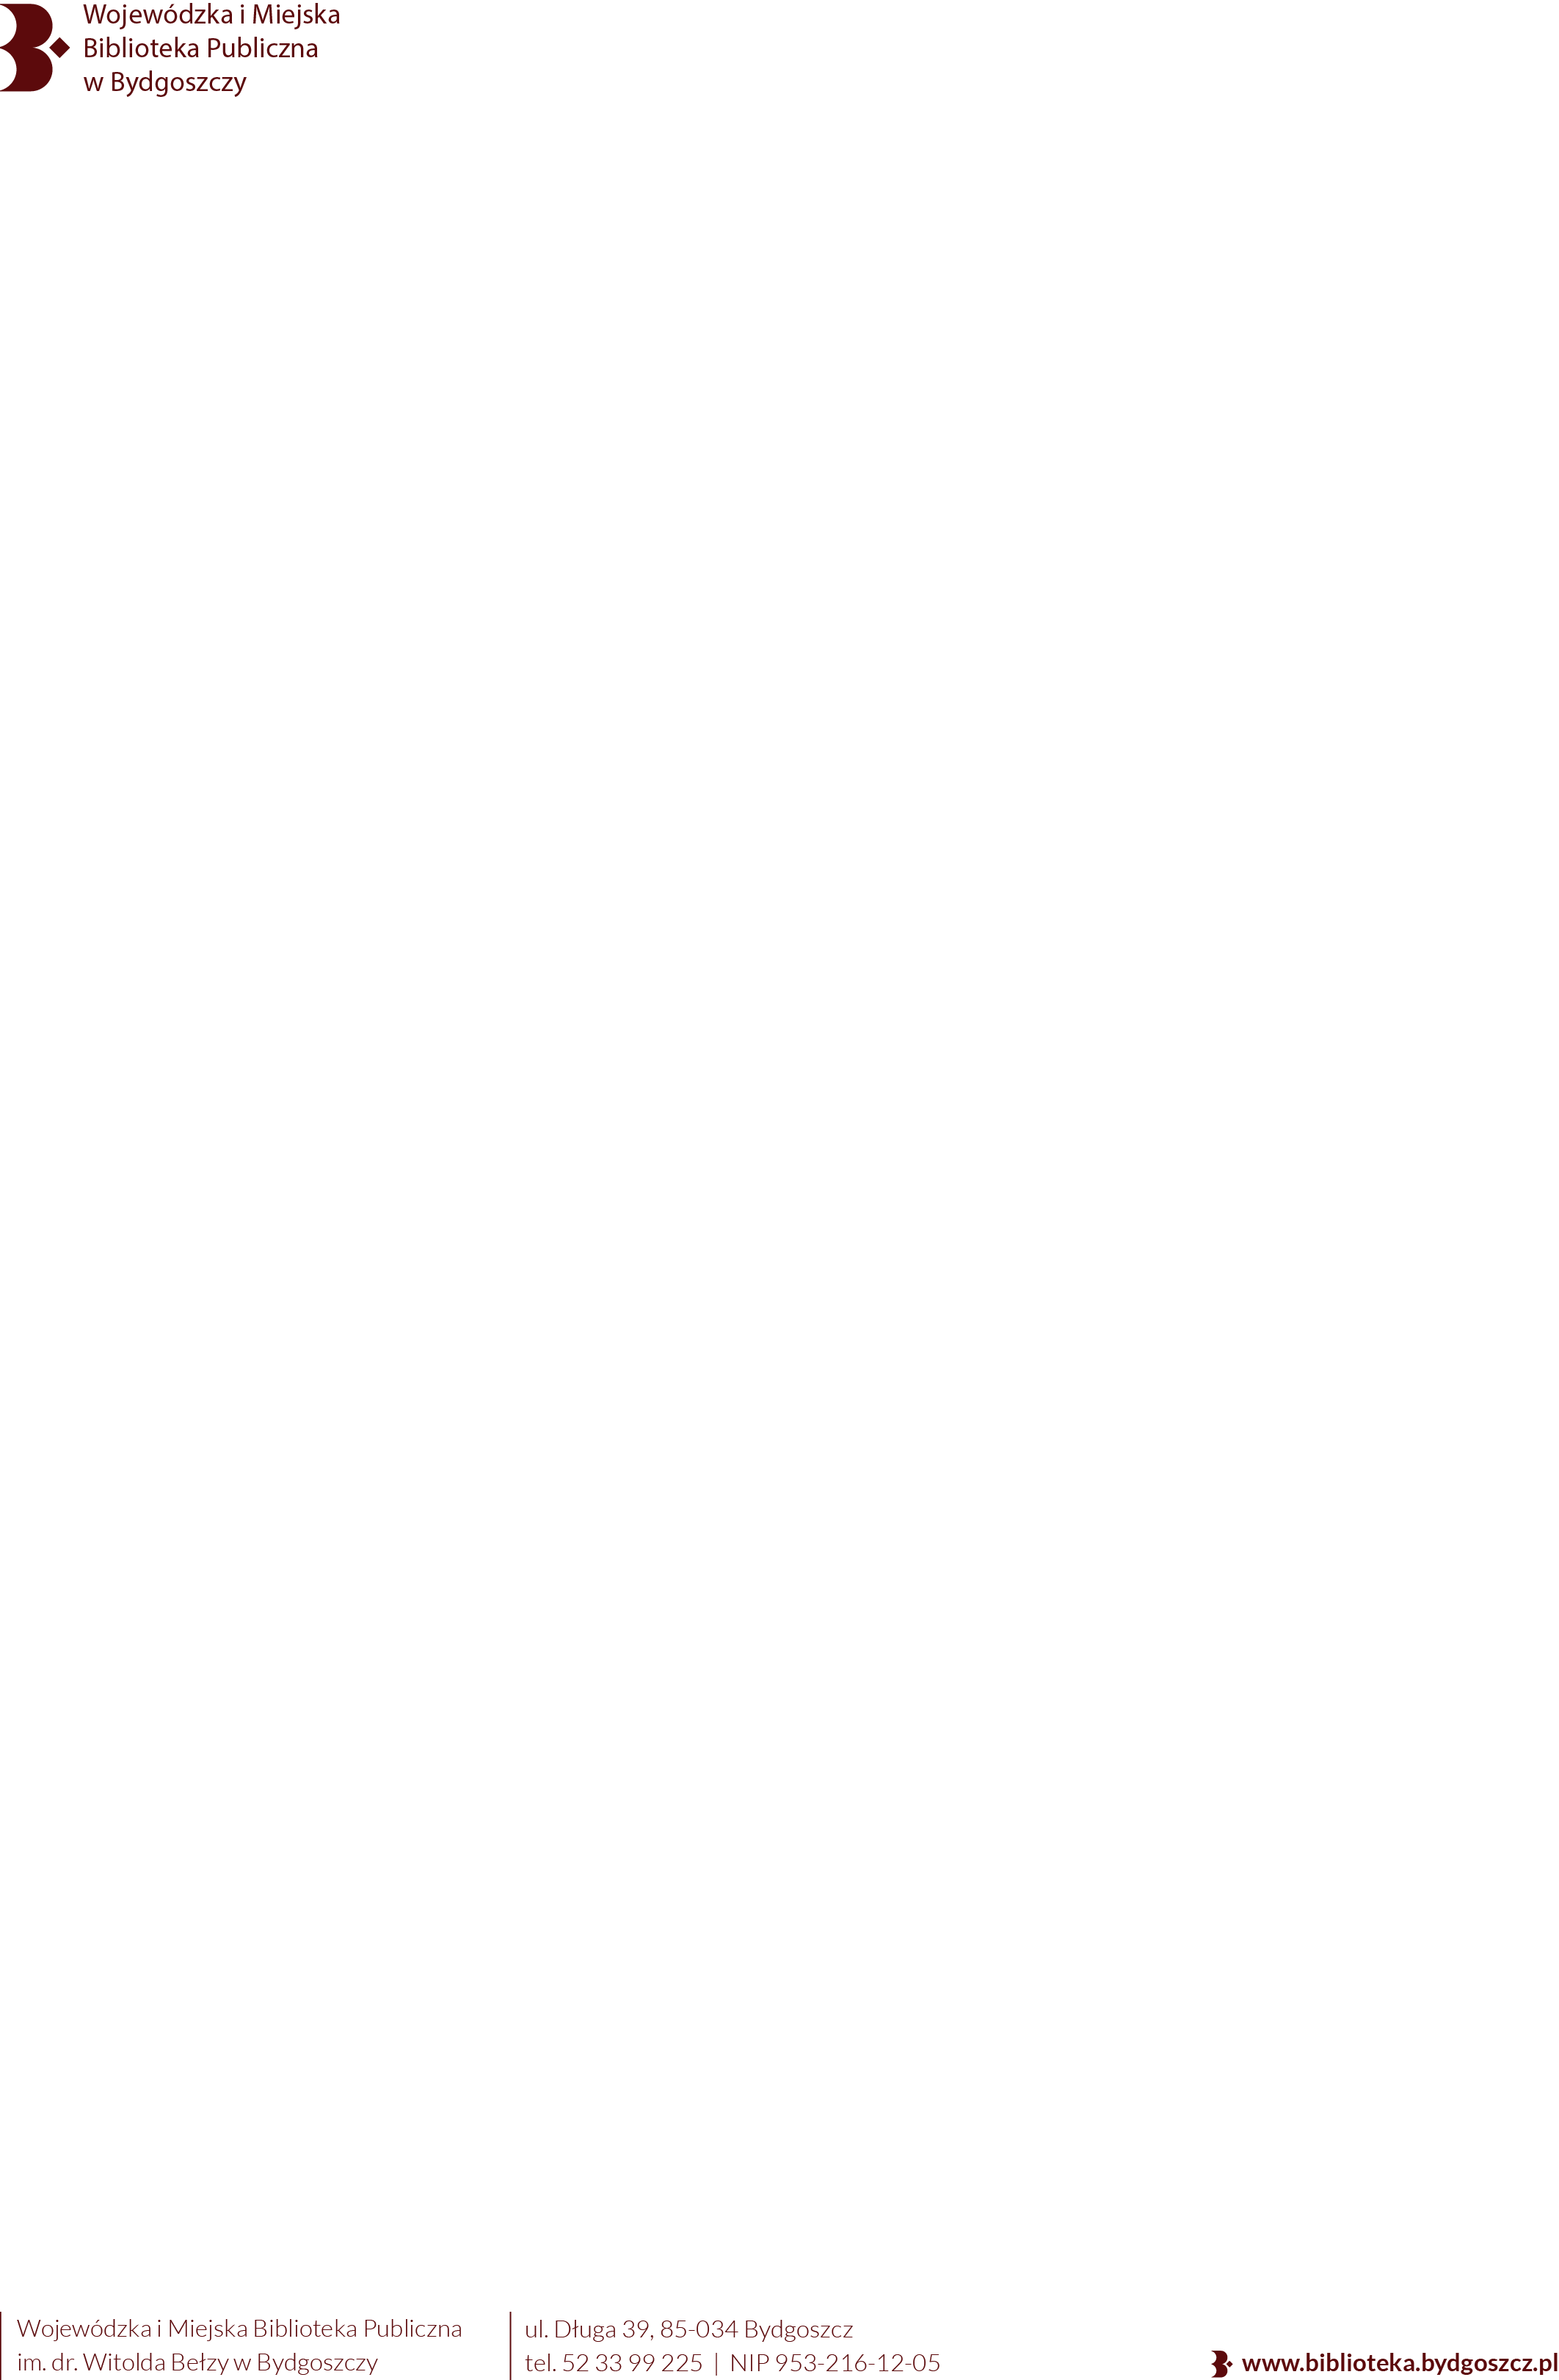 Wojewódzka i Miejska
Biblioteka Publiczna
w Bydgoszczy
Wojewódzka i Miejska Biblioteka Publiczna
im. dr. Witolda Bełzy w Bydgoszczy
ul. Długa 39, 85-034 Bydgoszcz
tel. 52 33 99 225 | NIP 953-216-12-05
www.biblioteka.bydgoszcz.pl